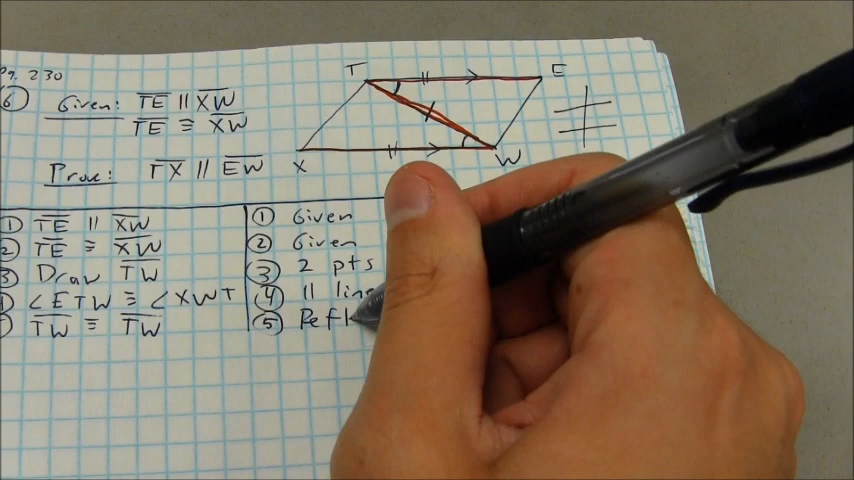 Pg. 230
6 Given: TE || XW
TE ≅ XW
Prove: TX || EW
T E
X W
① TE || XW ① Given
② TE ≅ XW ② Given
③ Draw TW ③ 2 pts
∠ETW ≅ ∠XWT ④ || line
TW ≅ TW ⑤ Refl